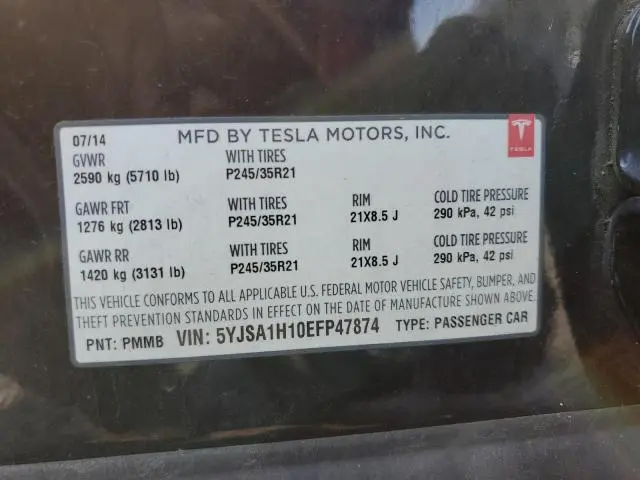 07/14 MFD BY TESLA MOTORS, INC.
TESLA
GVWR WITH TIRES
2590 kg (5710 lb) P245/35R21
GAWR FRT WITH TIRES RIM COLD TIRE PRESSURE
1276 kg (2813 lb) P245/35R21 21X8.5 J 290 kPa, 42 psi
GAWR RR WITH TIRES RIM COLD TIRE PRESSURE
1420 kg (3131 lb) P245/35R21 21X8.5 J 290 kPa, 42 psi
THIS VEHICLE CONFORMS TO ALL APPLICABLE U.S. FEDERAL MOTOR VEHICLE SAFETY, BUMPER, AND
THEFT PREVENTION STANDARDS IN EFFECT ON THE DATE OF MANUFACTURE SHOWN ABOVE.
PNT: PMMB VIN: 5YJSA1H10EFP47874 TYPE: PASSENGER CAR